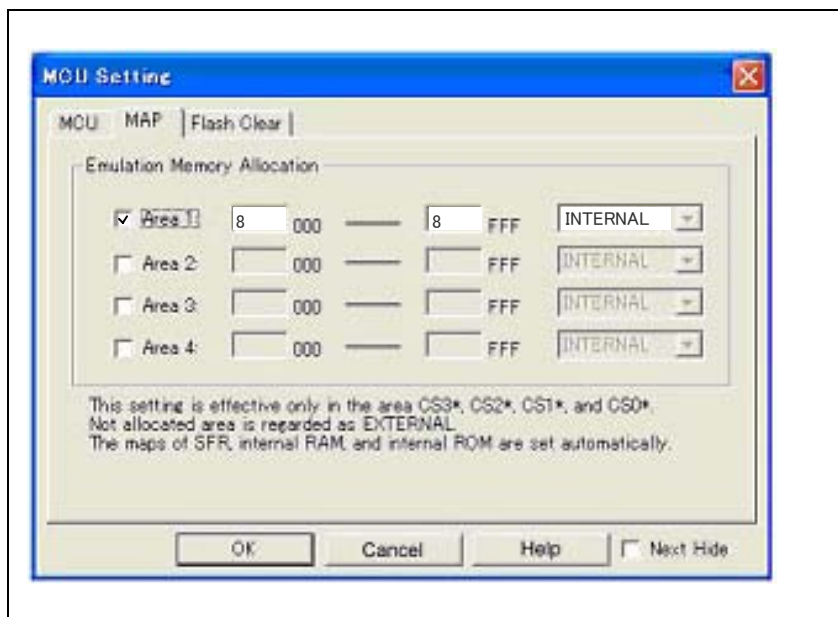 MCU Setting
MCU MAP Flash Clear
Emulation Memory Allocation
Area 1: 8 000 8 FFF INTERNAL
Area 2: 000 FFF INTERNAL
Area 3: 000 FFF INTERNAL
Area 4: 000 FFF INTERNAL
This setting is effective only in the area CS3*, CS2*, CS1*, and CS0*.
Not allocated area is regarded as EXTERNAL
The maps of SFR, internal RAM, and internal ROM are set automatically.
OK Cancel Help Next Hide